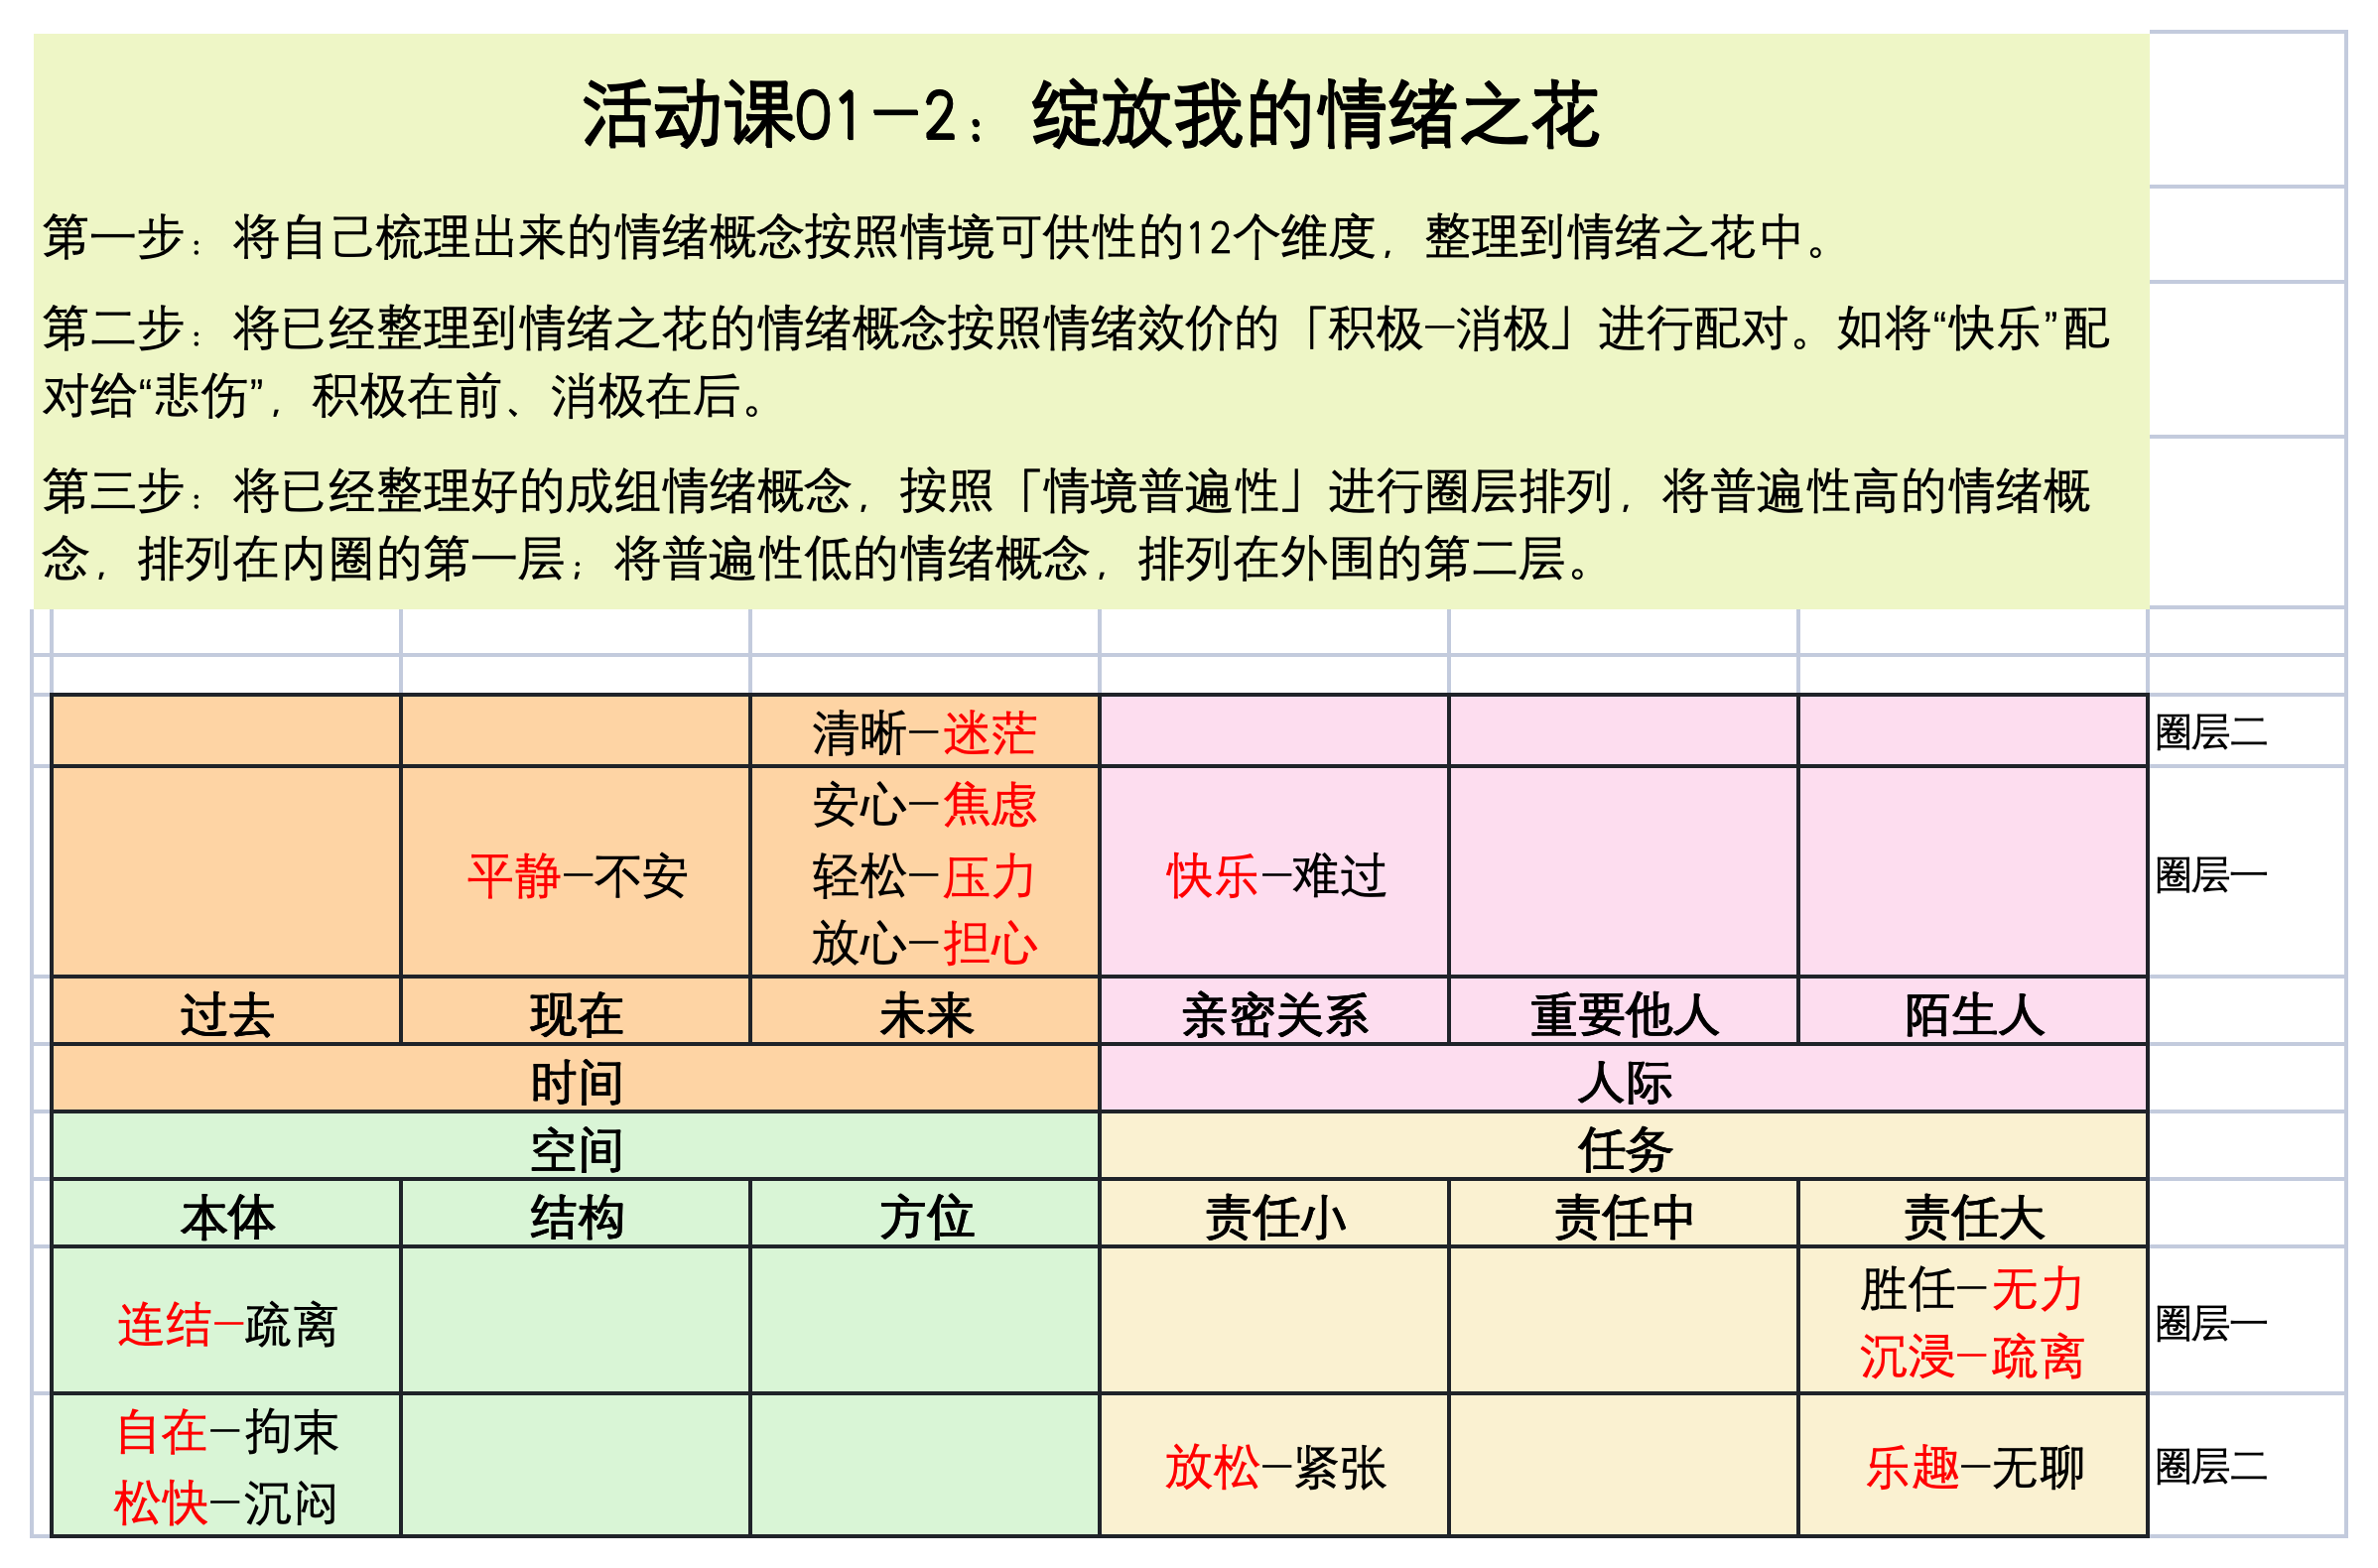 活动课01-2：绽放我的情绪之花
第一步：将自己梳理出来的情绪概念按照情境可供性的12个维度，整理到情绪之花中。
第二步：将已经整理到情绪之花的情绪概念按照情绪效价的「积极—消极」进行配对。如将“快乐”配
对给“悲伤”，积极在前、消极在后。
第三步：将已经整理好的成组情绪概念，按照「情境普遍性」进行圈层排列，将普遍性高的情绪概
念，排列在内圈的第一层；将普遍性低的情绪概念，排列在外围的第二层。
清晰—迷茫 圈层二
安心—焦虑
平静—不安 轻松—压力 快乐—难过 圈层一
放心—担心
过去 现在 未来 亲密关系 重要他人 陌生人
时间 人际
空间 任务
本体 结构 方位 责任小 责任中 责任大
胜任—无力
连结—疏离 圈层一
沉浸—疏离
自在—拘束
放松—紧张 乐趣—无聊 圈层二
松快—沉闷